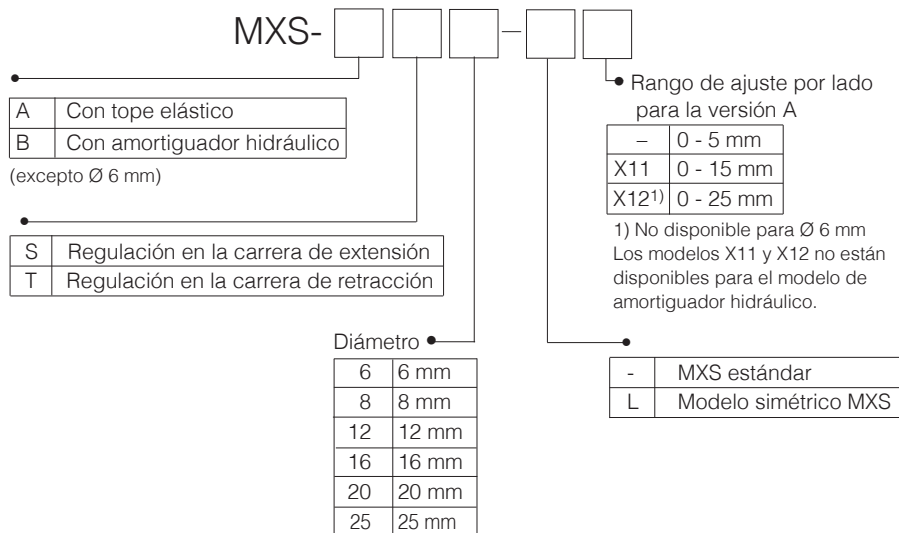 MXS-
–
A Con tope elástico
B Con amortiguador hidráulico
(excepto Ø 6 mm)
S Regulación en la carrera de extensión
T Regulación en la carrera de retracción
Diámetro
6 6 mm
8 8 mm
12 12 mm
16 16 mm
20 20 mm
25 25 mm
Rango de ajuste por lado
para la versión A
– 0 - 5 mm
X11 0 - 15 mm
X12¹⁾ 0 - 25 mm
1) No disponible para Ø 6 mm
Los modelos X11 y X12 no están
disponibles para el modelo de
amortiguador hidráulico.
- MXS estándar
L Modelo simétrico MXS